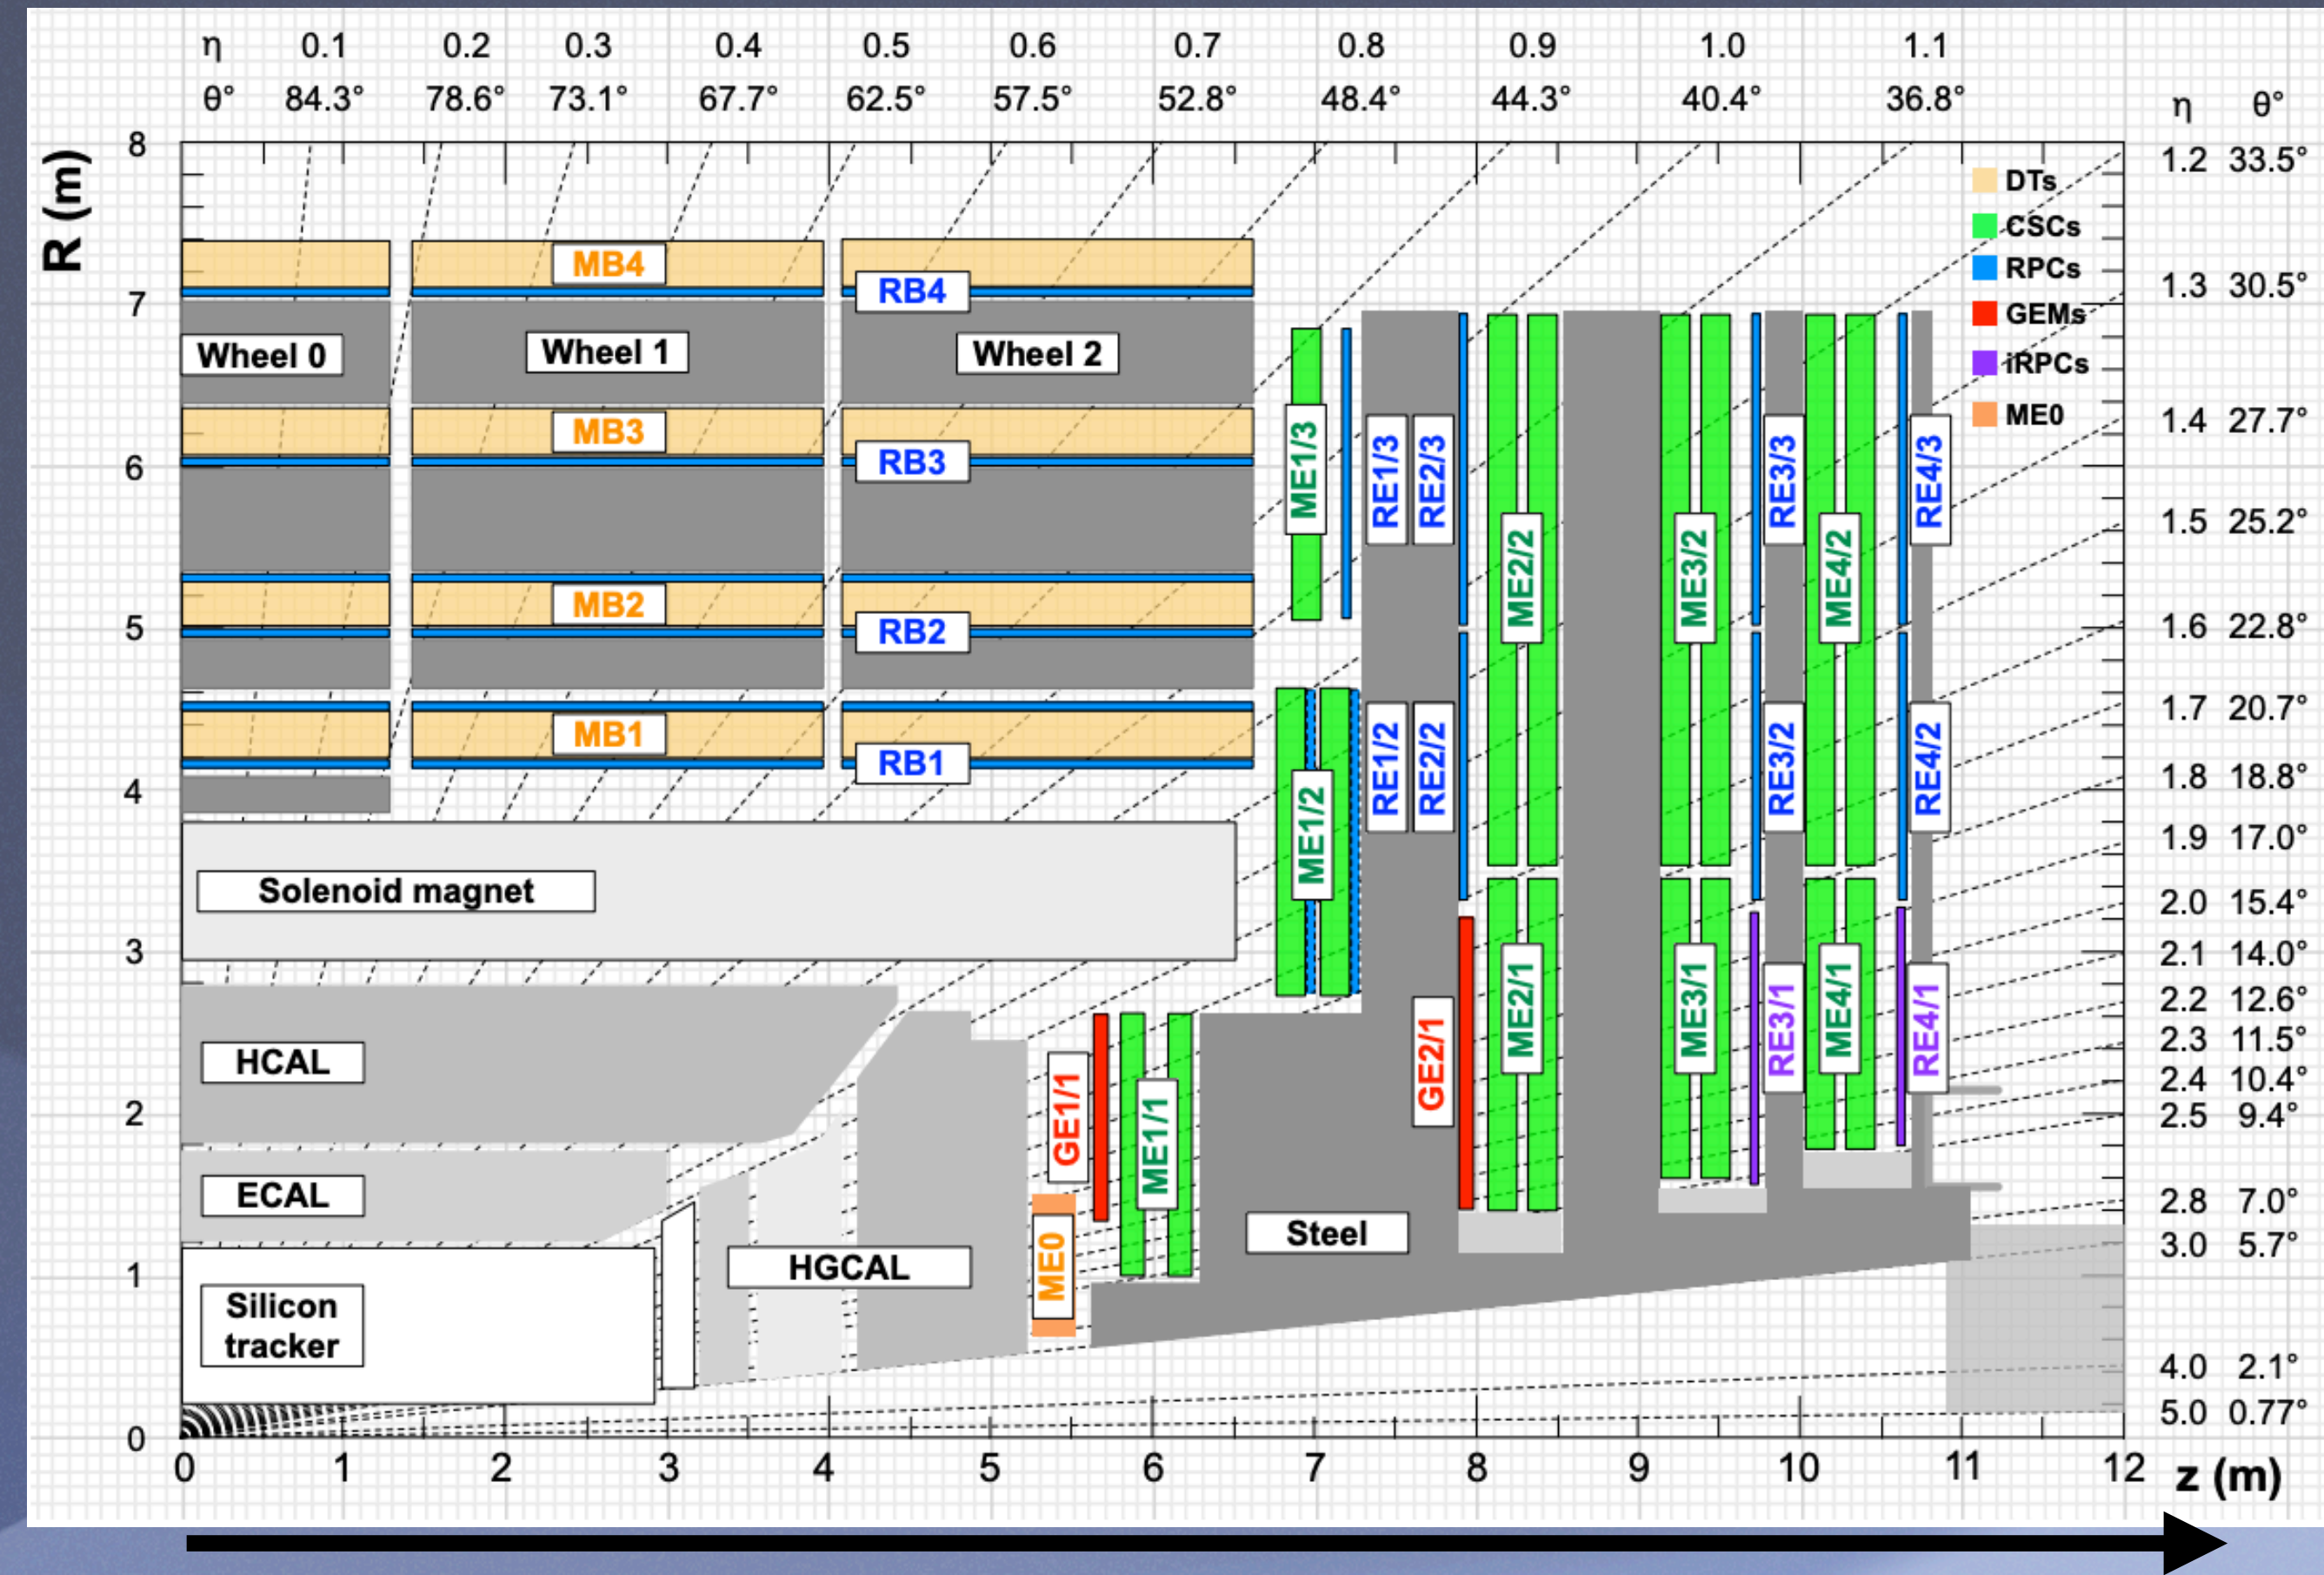 η 0.1 0.2 0.3 0.4 0.5 0.6 0.7 0.8 0.9 1.0 1.1
θ° 84.3° 78.6° 73.1° 67.7° 62.5° 57.5° 52.8° 48.4° 44.3° 40.4° 36.8° η θ°
R (m)
8
7
6
5
4
3
2
1
0
1.2 33.5°
1.3 30.5°
1.4 27.7°
1.5 25.2°
1.6 22.8°
1.7 20.7°
1.8 18.8°
1.9 17.0°
2.0 15.4°
2.1 14.0°
2.2 12.6°
2.3 11.5°
2.4 10.4°
2.5 9.4°
2.8 7.0°
3.0 5.7°
4.0 2.1°
5.0 0.77°
DTs
CSCs
RPCs
GEMs
iRPCs
ME0
MB4
RB4
Wheel 0 Wheel 1 Wheel 2
MB3
RB3
MB2
RB2
MB1
RB1
ME1/3
RE1/3
RE2/3
ME2/2
ME3/2
RE3/3
ME4/2
RE4/3
ME1/2
RE1/2
RE2/2
RE3/2
RE4/2
Solenoid magnet
HCAL
ECAL
Silicon
tracker
HGCAL
ME0
GE1/1
ME1/1
Steel
GE2/1
ME2/1
ME3/1
RE3/1
ME4/1
RE4/1
0 1 2 3 4 5 6 7 8 9 10 11 12 z (m)